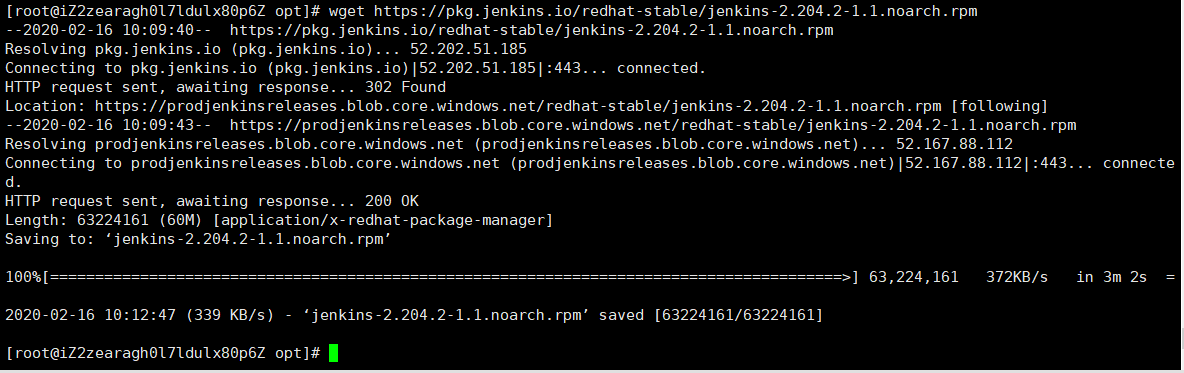 [root@iZ2zearagh0l7ldulx80p6Z opt]# wget https://pkg.jenkins.io/redhat-stable/jenkins-2.204.2-1.1.noarch.rpm
--2020-02-16 10:09:40--  https://pkg.jenkins.io/redhat-stable/jenkins-2.204.2-1.1.noarch.rpm
Resolving pkg.jenkins.io (pkg.jenkins.io)... 52.202.51.185
Connecting to pkg.jenkins.io (pkg.jenkins.io)|52.202.51.185|:443... connected.
HTTP request sent, awaiting response... 302 Found
Location: https://prodjenkinsreleases.blob.core.windows.net/redhat-stable/jenkins-2.204.2-1.1.noarch.rpm [following]
--2020-02-16 10:09:43--  https://prodjenkinsreleases.blob.core.windows.net/redhat-stable/jenkins-2.204.2-1.1.noarch.rpm
Resolving prodjenkinsreleases.blob.core.windows.net (prodjenkinsreleases.blob.core.windows.net)... 52.167.88.112
Connecting to prodjenkinsreleases.blob.core.windows.net (prodjenkinsreleases.blob.core.windows.net)|52.167.88.112|:443... connecte
d.
HTTP request sent, awaiting response... 200 OK
Length: 63224161 (60M) [application/x-redhat-package-manager]
Saving to: ‘jenkins-2.204.2-1.1.noarch.rpm’
100%[========================================================================================>] 63,224,161   372KB/s   in 3m 2s  =
2020-02-16 10:12:47 (339 KB/s) - ‘jenkins-2.204.2-1.1.noarch.rpm’ saved [63224161/63224161]
[root@iZ2zearagh0l7ldulx80p6Z opt]#